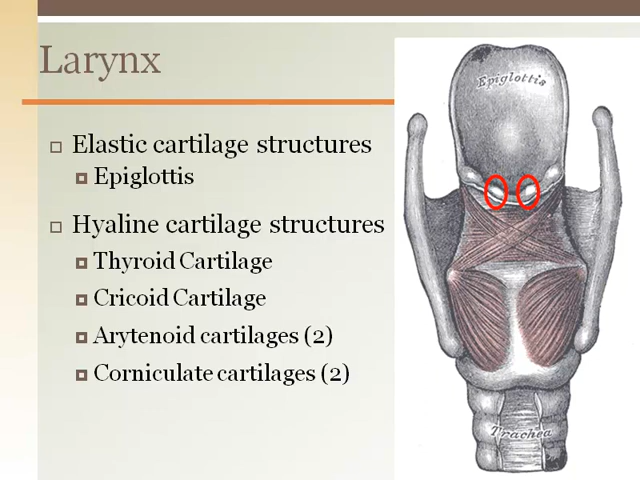 Larynx
Elastic cartilage structures
Epiglottis
Hyaline cartilage structures
Thyroid Cartilage
Cricoid Cartilage
Arytenoid cartilages (2)
Corniculate cartilages (2)
Epiglottis
Trachea